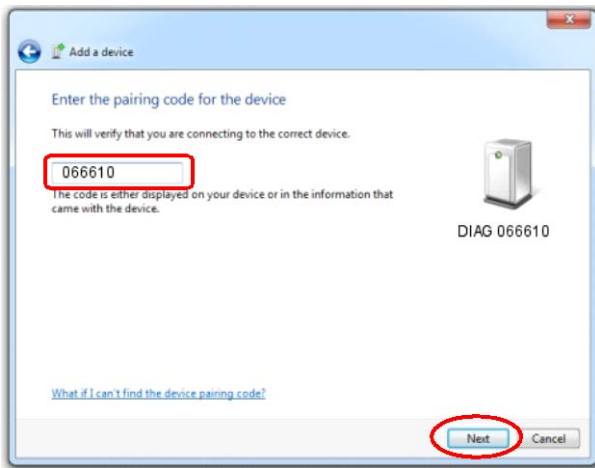 Add a device
Enter the pairing code for the device
This will verify that you are connecting to the correct device.
066610
The code is either displayed on your device or in the information that
came with the device.
DIAG 066610
What if I can't find the device pairing code?
Next
Cancel